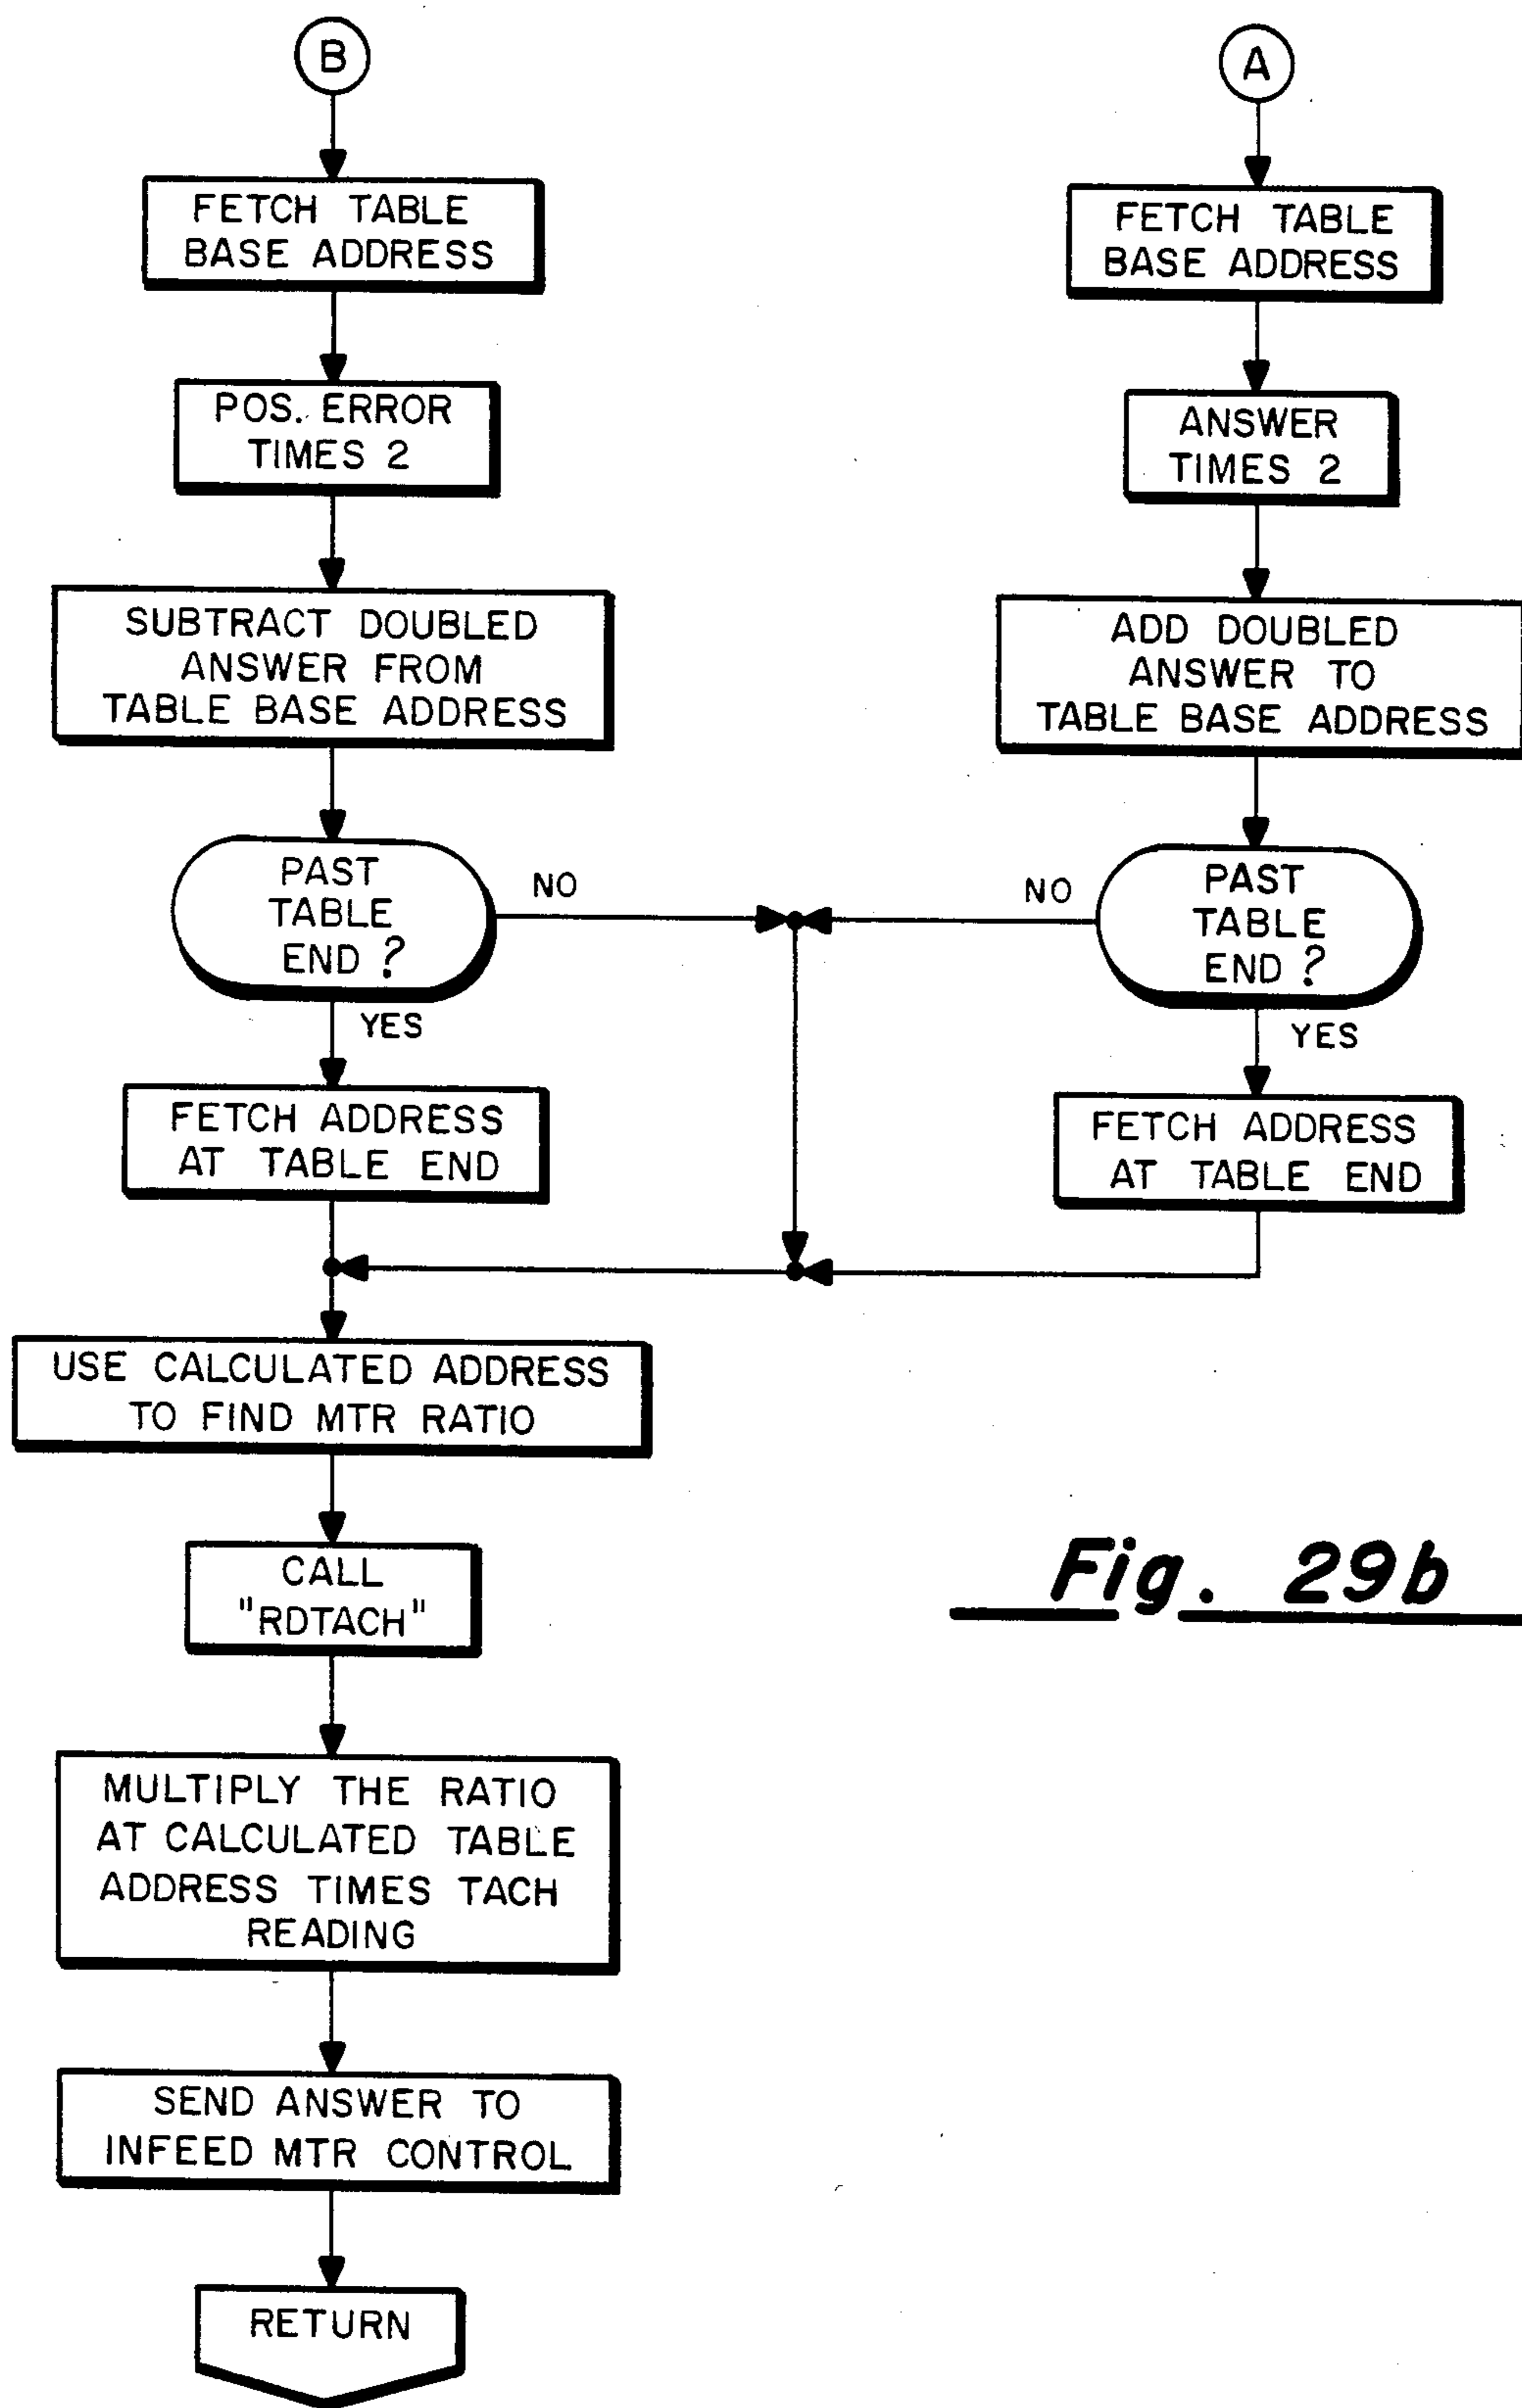 B
FETCH TABLE
BASE ADDRESS
POS. ERROR
TIMES 2
SUBTRACT DOUBLED
ANSWER FROM
TABLE BASE ADDRESS
PAST
TABLE
END ?
NO
YES
FETCH ADDRESS
AT TABLE END
A
FETCH TABLE
BASE ADDRESS
ANSWER
TIMES 2
ADD DOUBLED
ANSWER TO
TABLE BASE ADDRESS
PAST
TABLE
END ?
NO
YES
FETCH ADDRESS
AT TABLE END
USE CALCULATED ADDRESS
TO FIND MTR RATIO
CALL
"RDTACH"
MULTIPLY THE RATIO
AT CALCULATED TABLE
ADDRESS TIMES TACH
READING
SEND ANSWER TO
INFEED MTR CONTROL
RETURN
Fig. 29b